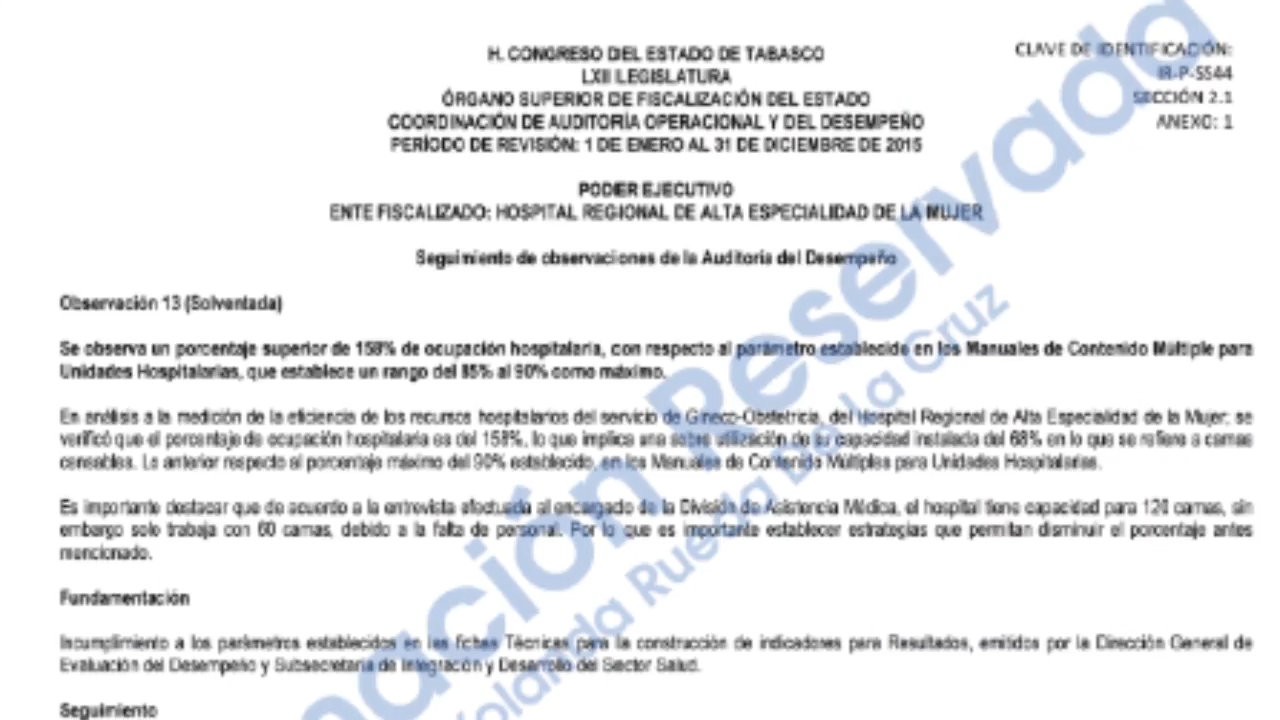 H. CONGRESO DEL ESTADO DE TABASCO
LXII LEGISLATURA
ÓRGANO SUPERIOR DE FISCALIZACIÓN DEL ESTADO
COORDINACIÓN DE AUDITORÍA OPERACIONAL Y DEL DESEMPEÑO
PERÍODO DE REVISIÓN: 1 DE ENERO AL 31 DE DICIEMBRE DE 2015
CLAVE DE IDENTIFICACIÓN:
IR-P-SS44
SECCIÓN 2.1
ANEXO: 1
PODER EJECUTIVO
ENTE FISCALIZADO: HOSPITAL REGIONAL DE ALTA ESPECIALIDAD DE LA MUJER
Seguimiento de observaciones de la Auditoría del Desempeño
Observación 13 (Solventada)
Se observa un porcentaje superior de 158% de ocupación hospitalaria, con respecto al parámetro establecido en los Manuales de Contenido Múltiple para
Unidades Hospitalarias, que establece un rango del 85% al 90% como máximo.
En análisis a la medición de la eficiencia de los recursos hospitalarios del servicio de Gineco-Obstetricia, del Hospital Regional de Alta Especialidad de la Mujer; se
verificó que el porcentaje de ocupación hospitalaria es del 158%, lo que implica una sobre utilización de su capacidad instalada del 68% en lo que se refiere a camas
censables. Lo anterior respecto al porcentaje máximo del 90% establecido, en los Manuales de Contenido Múltiples para Unidades Hospitalarias.
Es importante destacar que de acuerdo a la entrevista efectuada al encargado de la División de Asistencia Médica, el hospital tiene capacidad para 120 camas, sin
embargo solo trabaja con 60 camas, debido a la falta de personal. Por lo que es importante establecer estrategias que permitan disminuir el porcentaje antes
mencionado.
Fundamentación
Incumplimiento a los parámetros establecidos en las fichas Técnicas para la construcción de indicadores para Resultados, emitidos por la Dirección General de
Evaluación del Desempeño y Subsecretaría de Integración y Desarrollo del Sector Salud.
Seguimiento
mación Reservada
Yolanda Rueda De La Cruz